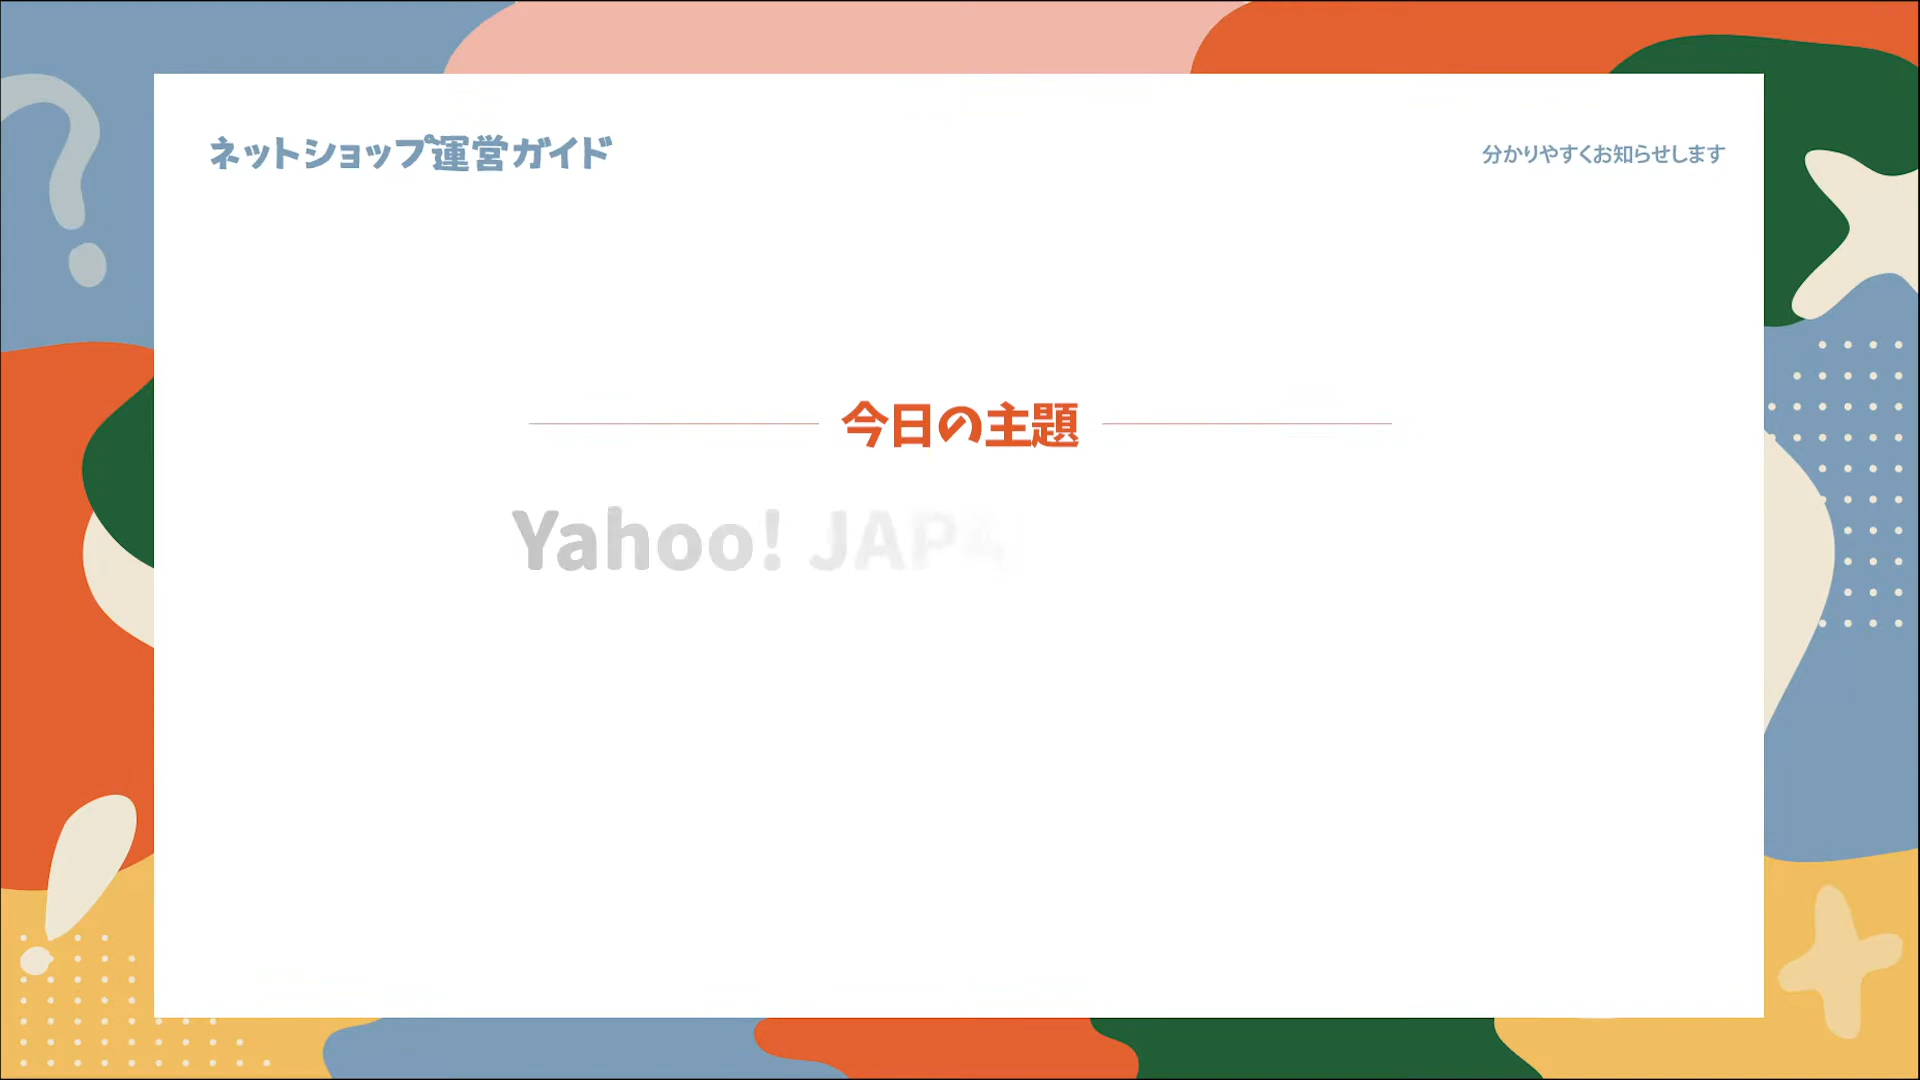 ネットショップ運営ガイド
分かりやすくお知らせします
今日の主題
Yahoo!